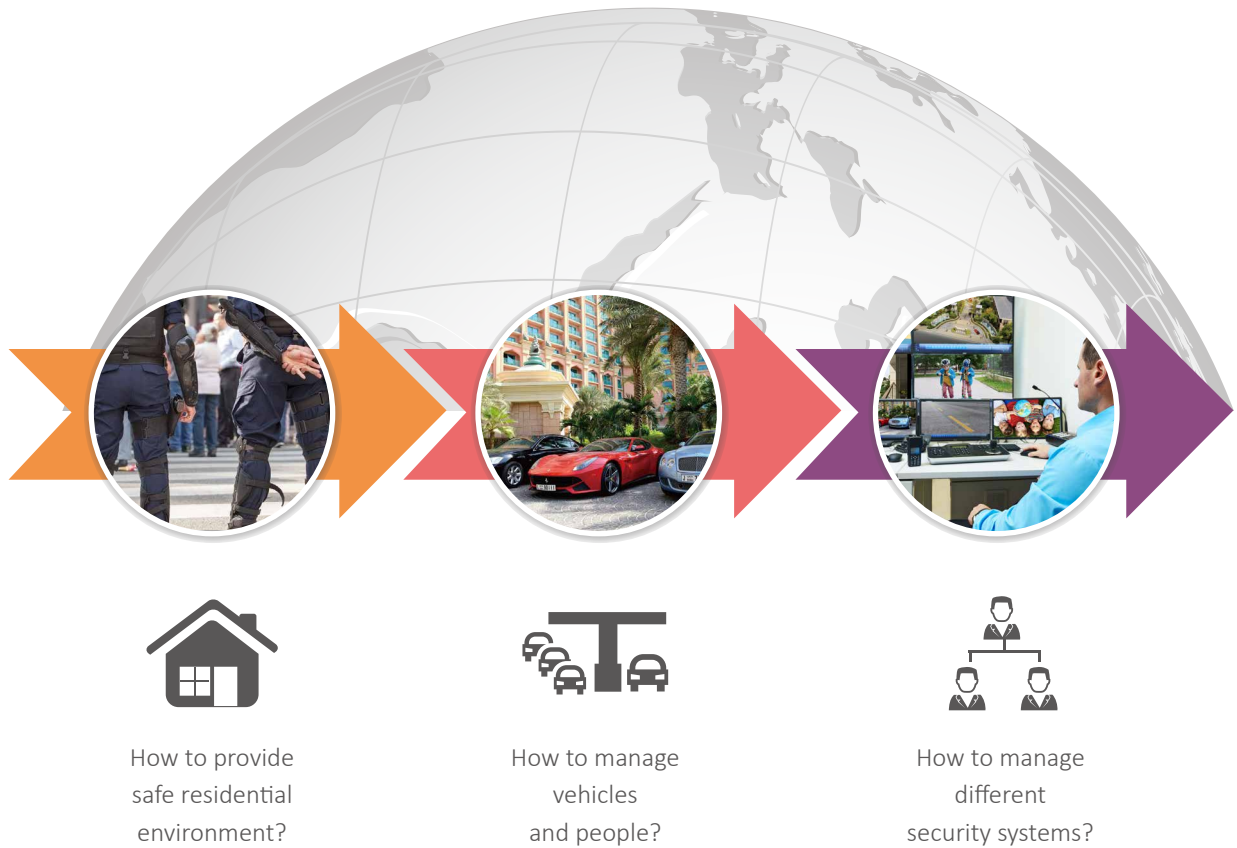 How to provide
safe residential
environment?
How to manage
vehicles
and people?
How to manage
different
security systems?